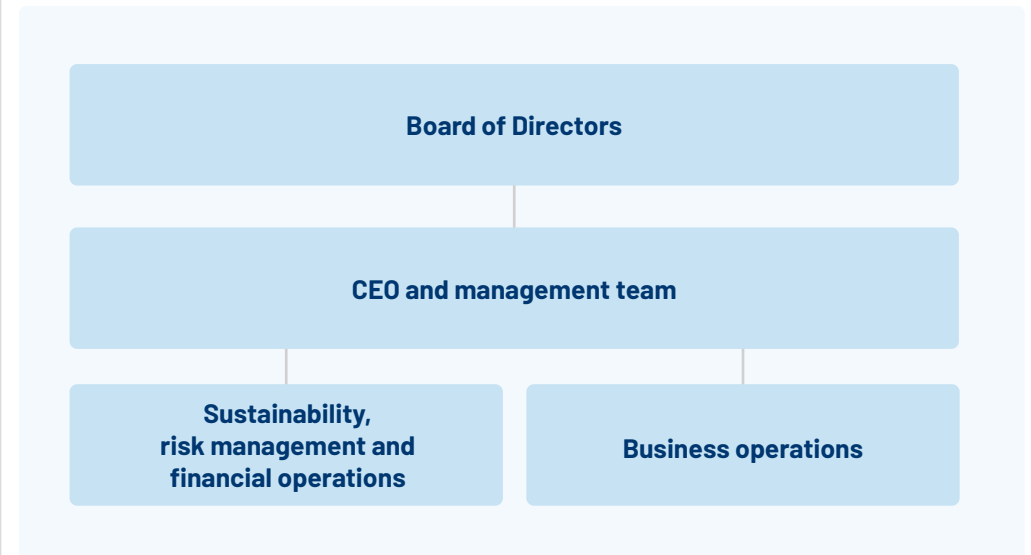 Board of Directors
CEO and management team
Sustainability,
risk management and
financial operations
Business operations